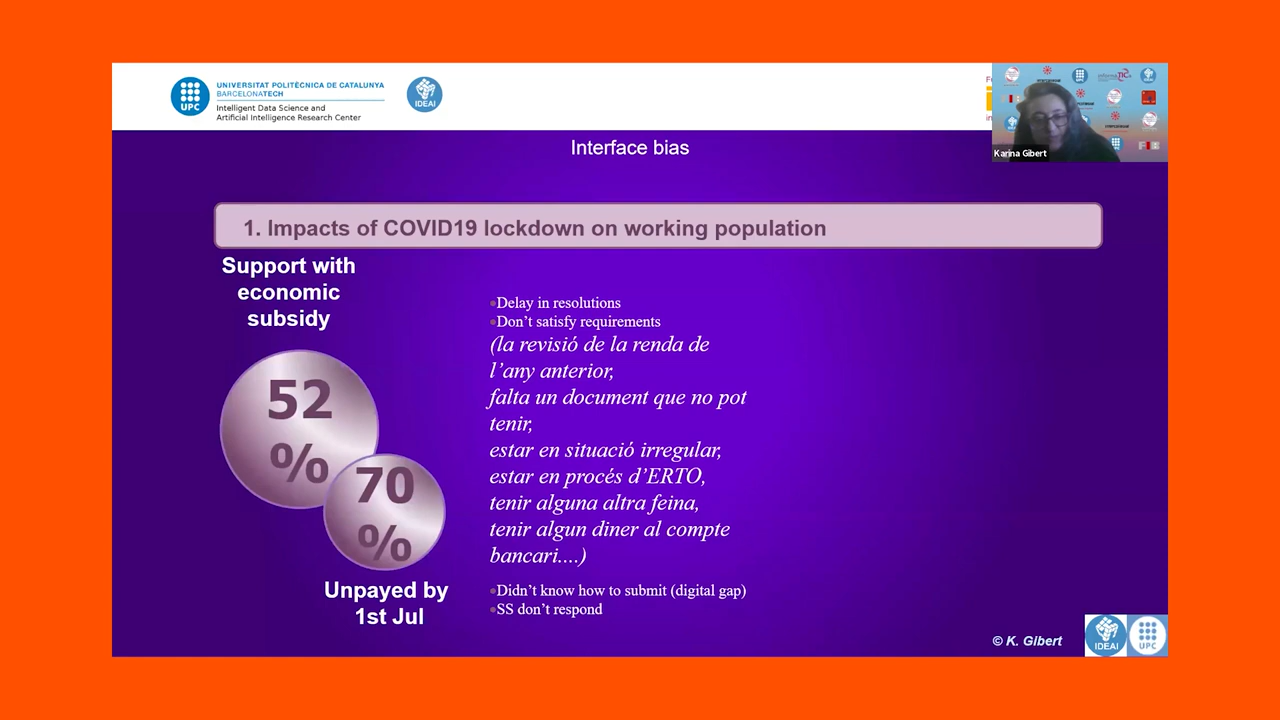 UPC
UNIVERSITAT POLITÈCNICA DE CATALUNYA
BARCELONATECH
Intelligent Data Science and
Artificial Intelligence Research Center
IDEAI
Karina Gibert
Interface bias
1. Impacts of COVID19 lockdown on working population
Support with
economic
subsidy
52
%
70
%
Unpayed by
1st Jul
•Delay in resolutions
•Don’t satisfy requirements
(la revisió de la renda de
l’any anterior,
falta un document que no pot
tenir,
estar en situació irregular,
estar en procés d’ERTO,
tenir alguna altra feina,
tenir algun diner al compte
bancari....)
•Didn’t know how to submit (digital gap)
•SS don’t respond
© K. Gibert
IDEAI
UPC